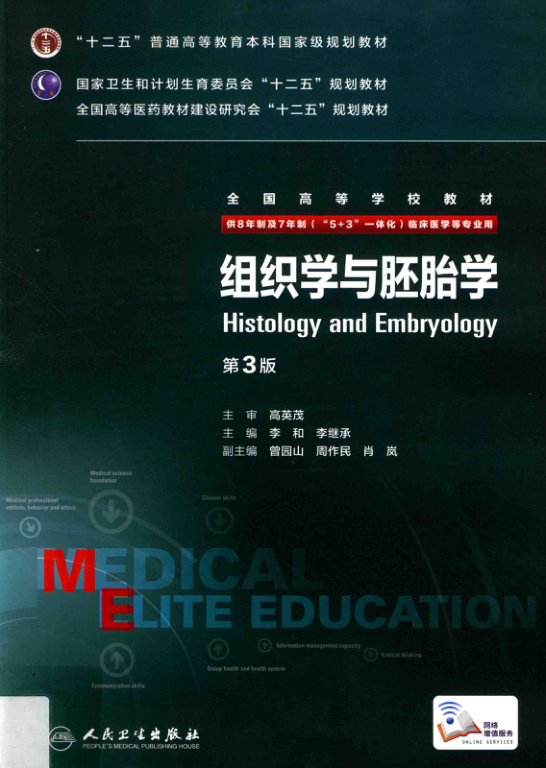 “十二五”普通高等教育本科国家级规划教材
国家卫生和计划生育委员会“十二五”规划教材
全国高等医药教材建设研究会“十二五”规划教材
全国高等学校教材
供8年制及7年制(“5+3”一体化)临床医学等专业用
组织学与胚胎学
Histology and Embryology
第3版
主 审 高英茂
主 编 李 和 李继承
副主编 曾园山 周作民 肖 岚
Medical science
foundation
Medical professional
attitude, behavior and ethics
Clinical skills
MEDICAL
ELITE EDUCATION
Information management capacity
Critical thinking
Group health and health system
Communication skills
人民卫生出版社
PEOPLE'S MEDICAL PUBLISHING HOUSE
网络
增值服务
ONLINE SERVICES